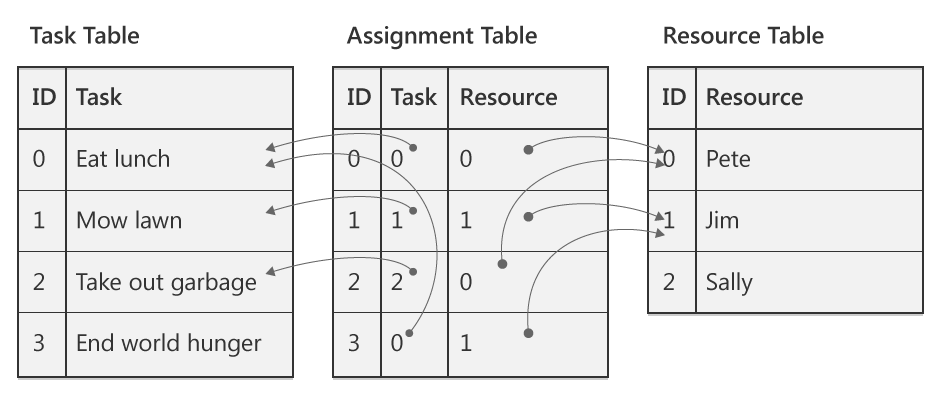 Task Table Assignment Table Resource Table
ID Task ID Task Resource ID Resource
0 Eat lunch 0 0 0 0 Pete
1 Mow lawn 1 1 1 1 Jim
2 Take out garbage 2 2 0 2 Sally
3 End world hunger 3 0 1